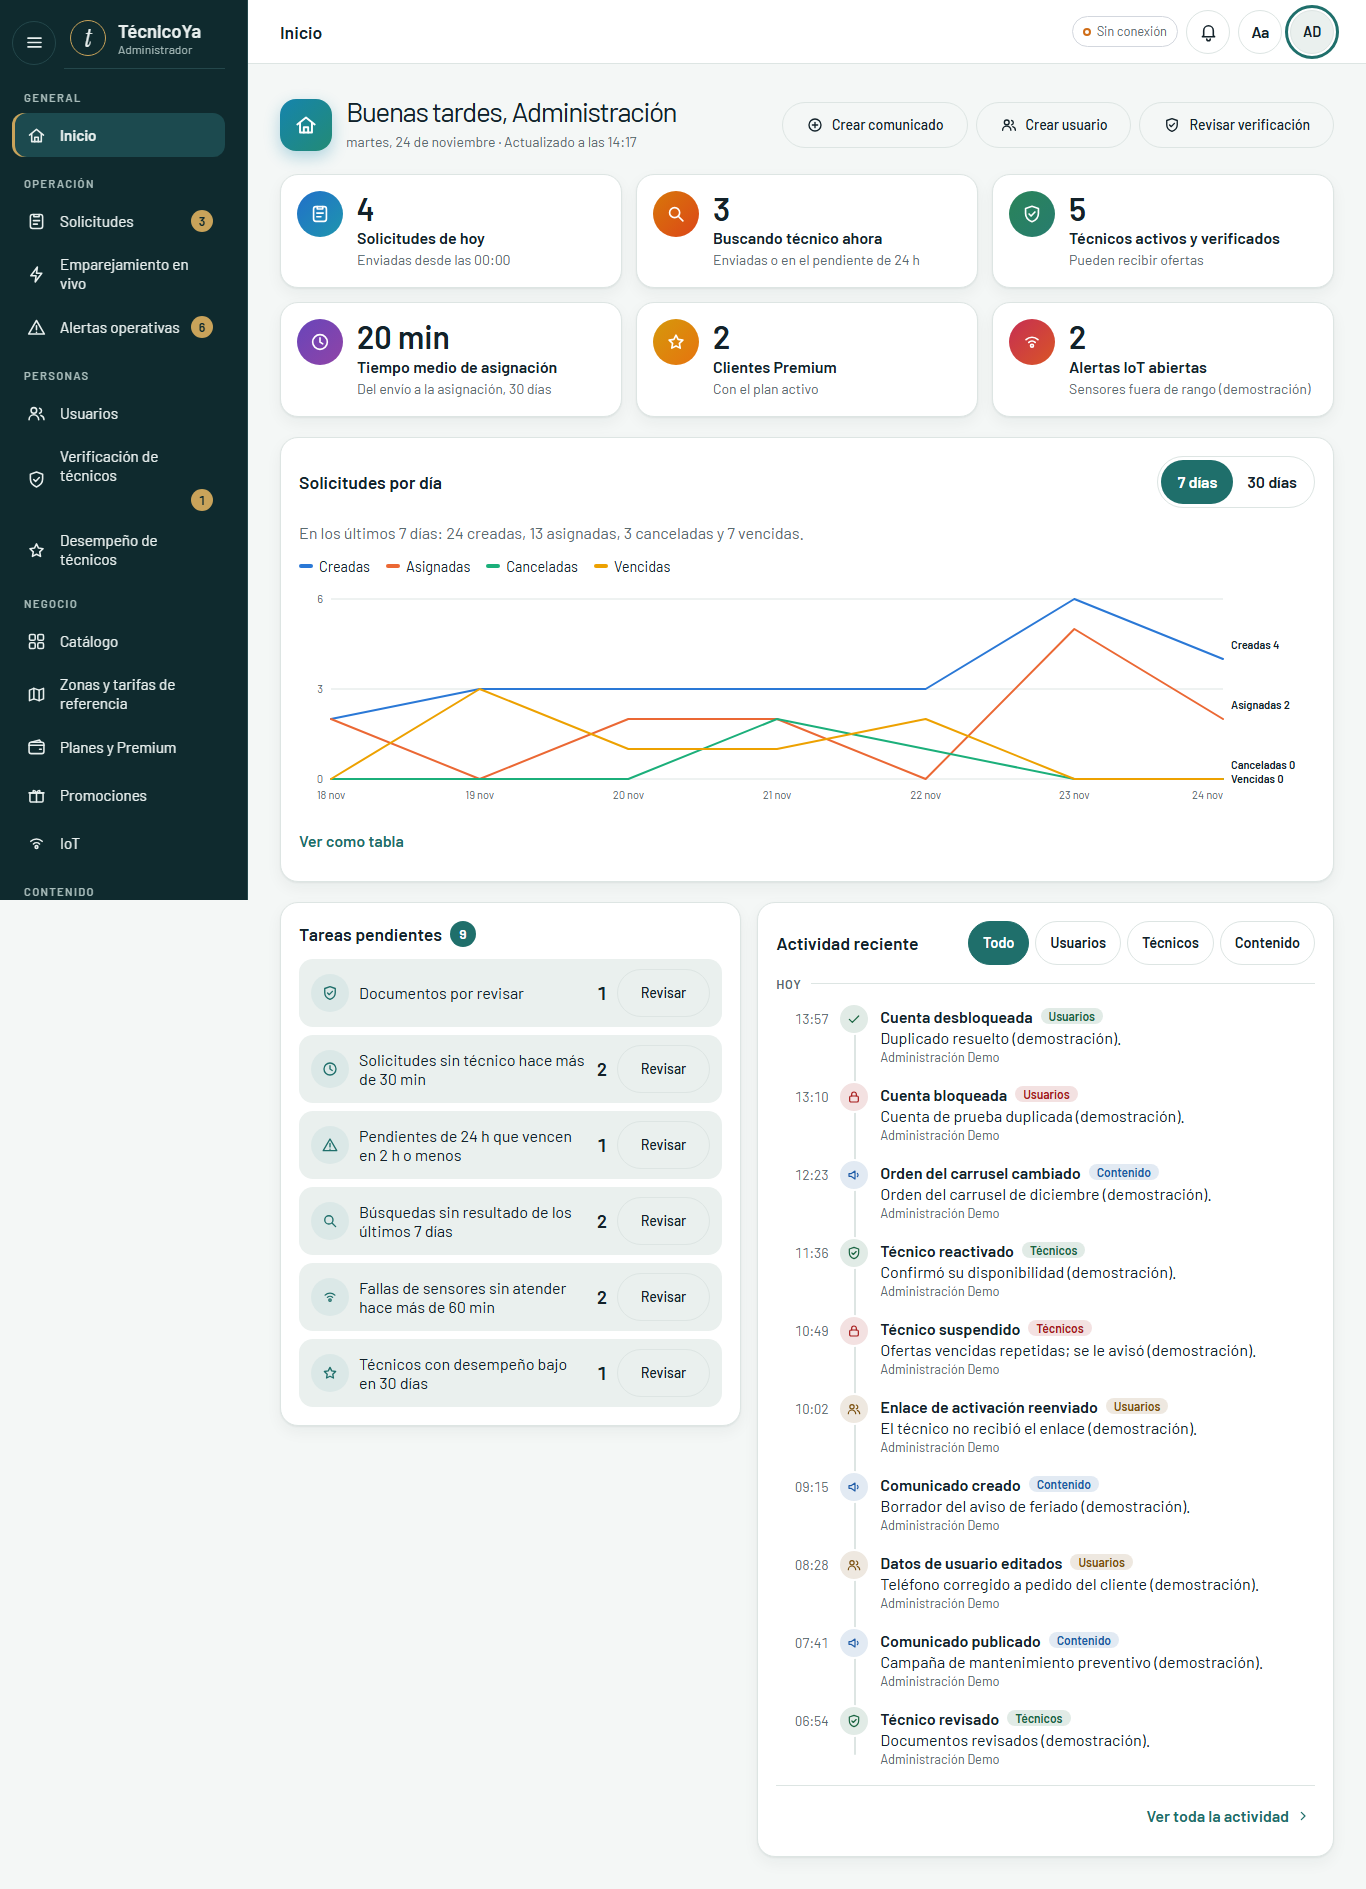 t TécnicoYa
Administrador
GENERAL
Inicio
OPERACIÓN
Solicitudes 3
Emparejamiento en
vivo
Alertas operativas 6
PERSONAS
Usuarios
Verificación de
técnicos
1
Desempeño de
técnicos
NEGOCIO
Catálogo
Zonas y tarifas de
referencia
Planes y Premium
Promociones
IoT
CONTENIDO
Inicio
Sin conexión
Aa
AD
Buenas tardes, Administración
martes, 24 de noviembre · Actualizado a las 14:17
Crear comunicado
Crear usuario
Revisar verificación
4
Solicitudes de hoy
Enviadas desde las 00:00
3
Buscando técnico ahora
Enviadas o en el pendiente de 24 h
5
Técnicos activos y verificados
Pueden recibir ofertas
20 min
Tiempo medio de asignación
Del envío a la asignación, 30 días
2
Clientes Premium
Con el plan activo
2
Alertas IoT abiertas
Sensores fuera de rango (demostración)
Solicitudes por día
7 días
30 días
En los últimos 7 días: 24 creadas, 13 asignadas, 3 canceladas y 7 vencidas.
Creadas Asignadas Canceladas Vencidas
6
3
0
Creadas 4
Asignadas 2
Canceladas 0
Vencidas 0
18 nov 19 nov 20 nov 21 nov 22 nov 23 nov 24 nov
Ver como tabla
Tareas pendientes 9
Documentos por revisar 1 Revisar
Solicitudes sin técnico hace más
de 30 min
2 Revisar
Pendientes de 24 h que vencen
en 2 h o menos
1 Revisar
Búsquedas sin resultado de los
últimos 7 días
2 Revisar
Fallas de sensores sin atender
hace más de 60 min
2 Revisar
Técnicos con desempeño bajo
en 30 días
1 Revisar
Actividad reciente
Todo Usuarios Técnicos Contenido
HOY
13:57 Cuenta desbloqueada Usuarios
Duplicado resuelto (demostración).
Administración Demo
13:10 Cuenta bloqueada Usuarios
Cuenta de prueba duplicada (demostración).
Administración Demo
12:23 Orden del carrusel cambiado Contenido
Orden del carrusel de diciembre (demostración).
Administración Demo
11:36 Técnico reactivado Técnicos
Confirmó su disponibilidad (demostración).
Administración Demo
10:49 Técnico suspendido Técnicos
Ofertas vencidas repetidas; se le avisó (demostración).
Administración Demo
10:02 Enlace de activación reenviado Usuarios
El técnico no recibió el enlace (demostración).
Administración Demo
09:15 Comunicado creado Contenido
Borrador del aviso de feriado (demostración).
Administración Demo
08:28 Datos de usuario editados Usuarios
Teléfono corregido a pedido del cliente (demostración).
Administración Demo
07:41 Comunicado publicado Contenido
Campaña de mantenimiento preventivo (demostración).
Administración Demo
06:54 Técnico revisado Técnicos
Documentos revisados (demostración).
Administración Demo
Ver toda la actividad